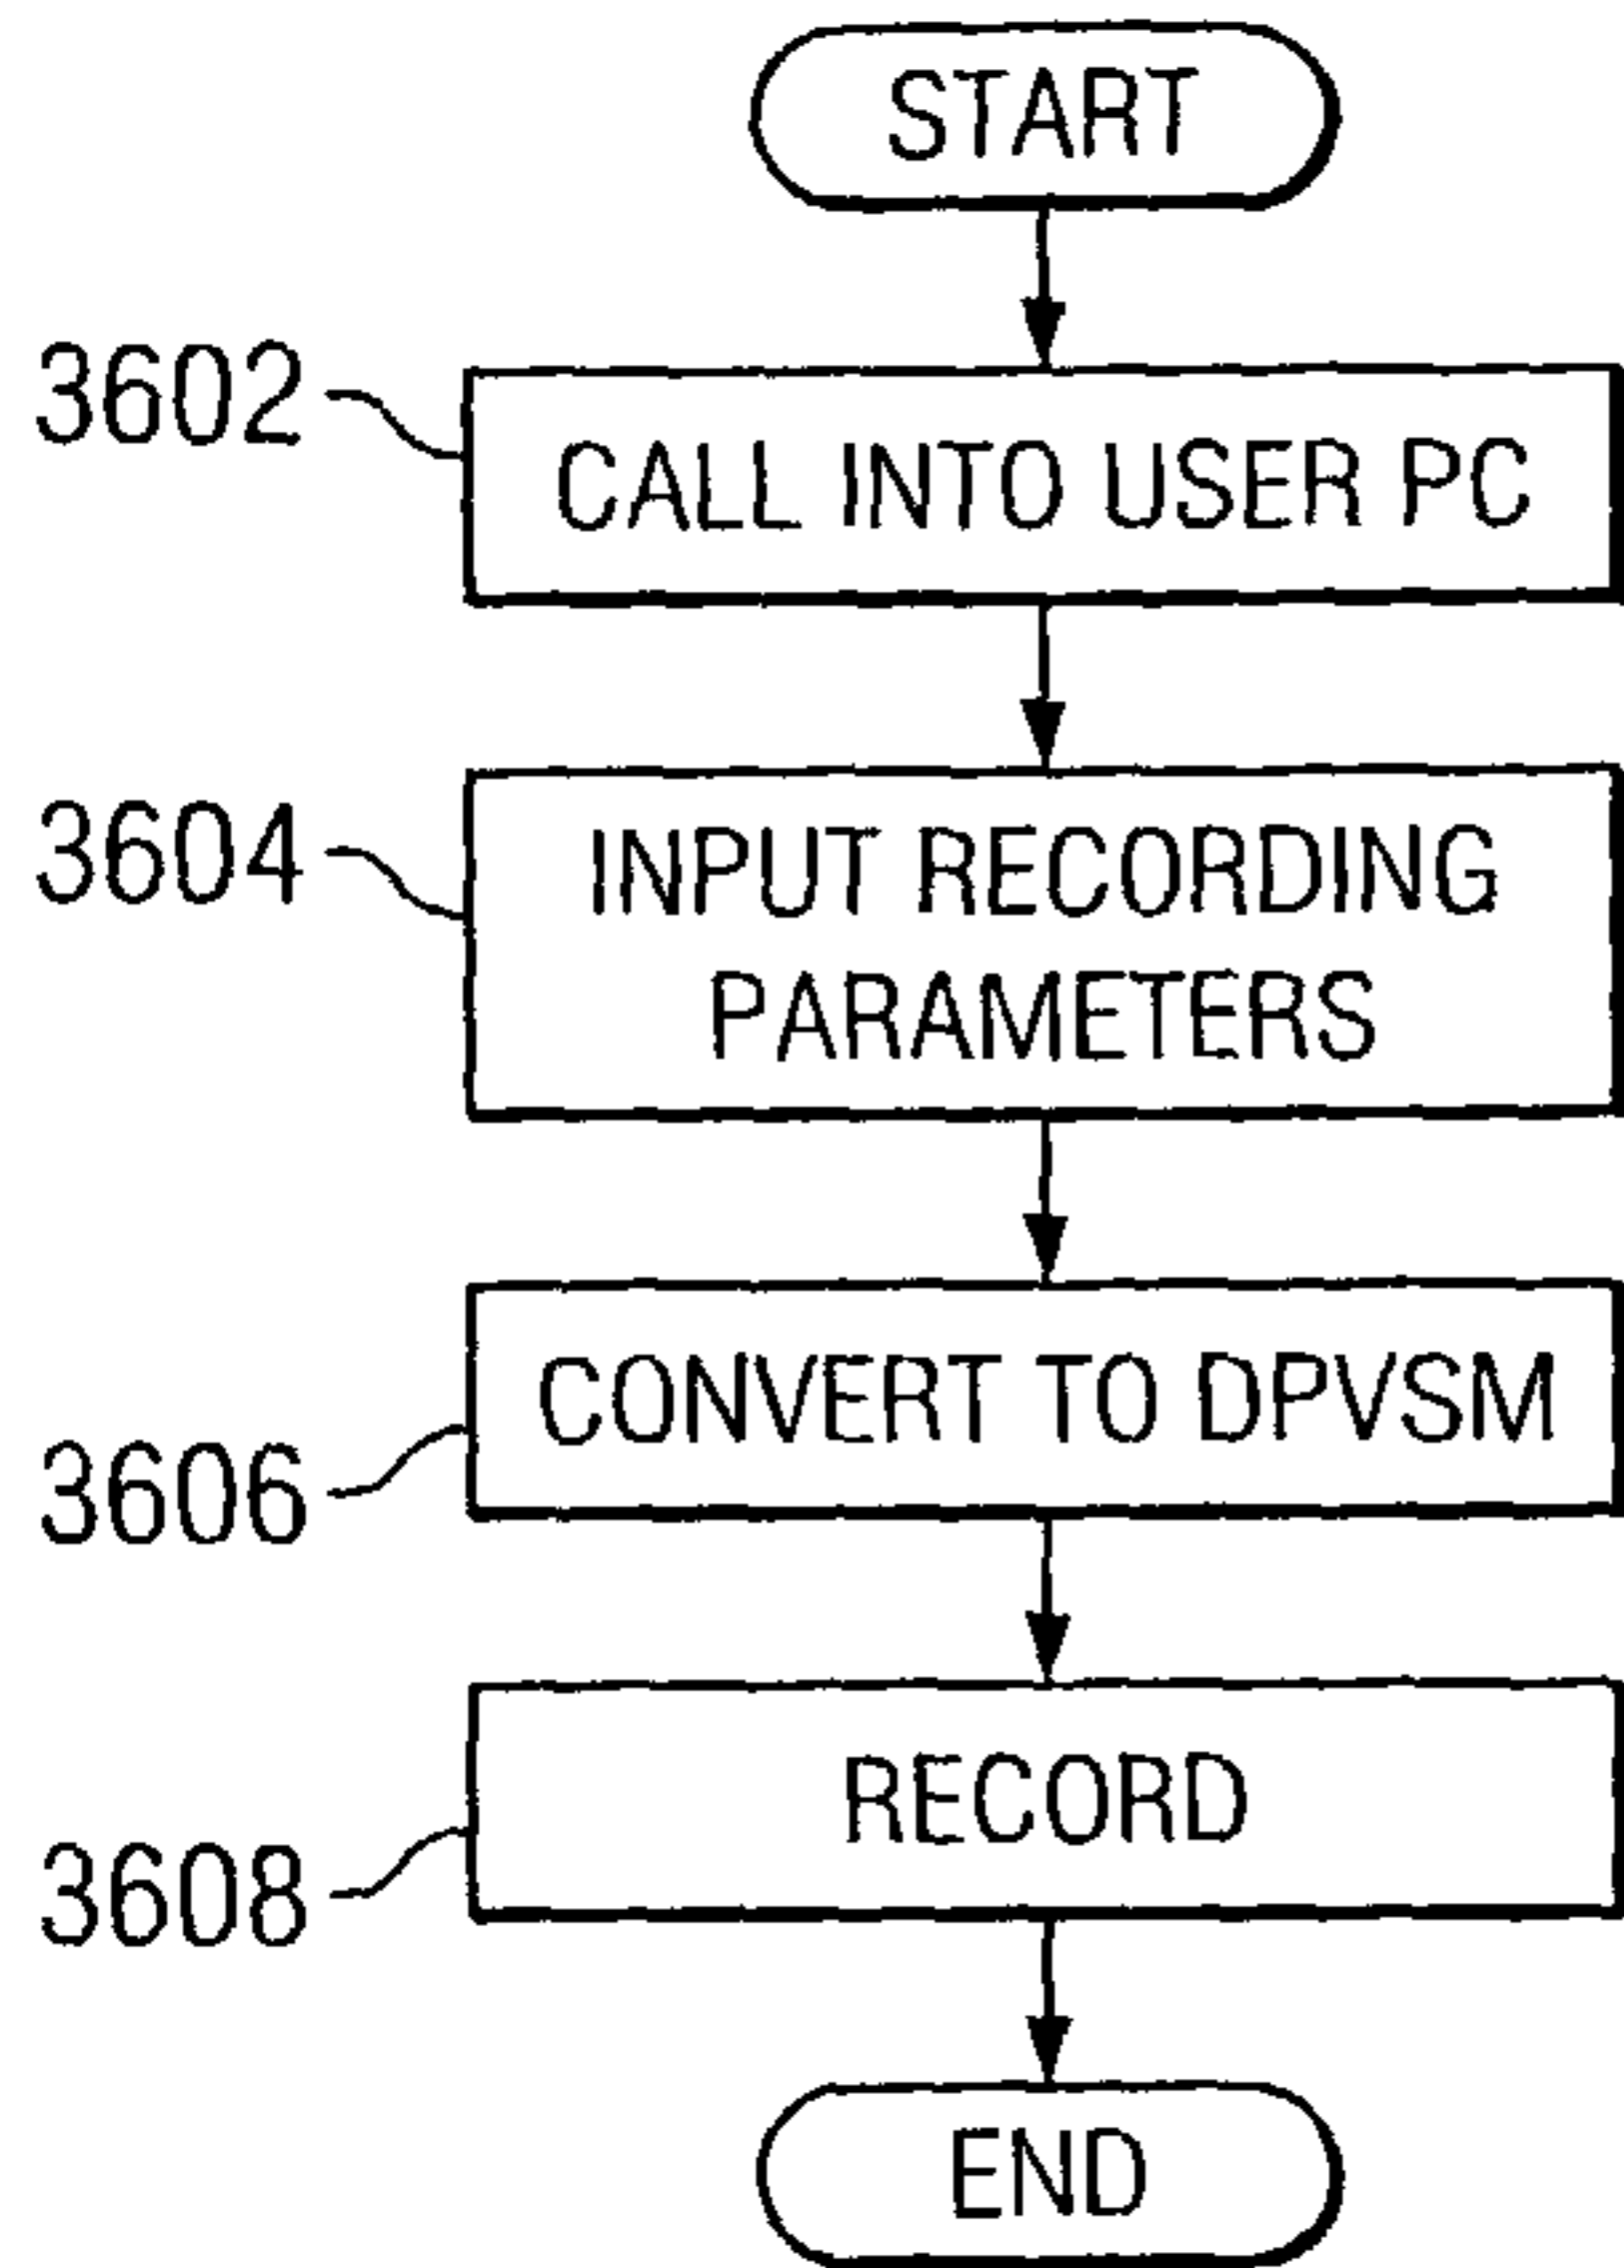 START
3602
CALL INTO USER PC
3604
INPUT RECORDING
PARAMETERS
CONVERT TO DPVSM
3606
RECORD
3608
END